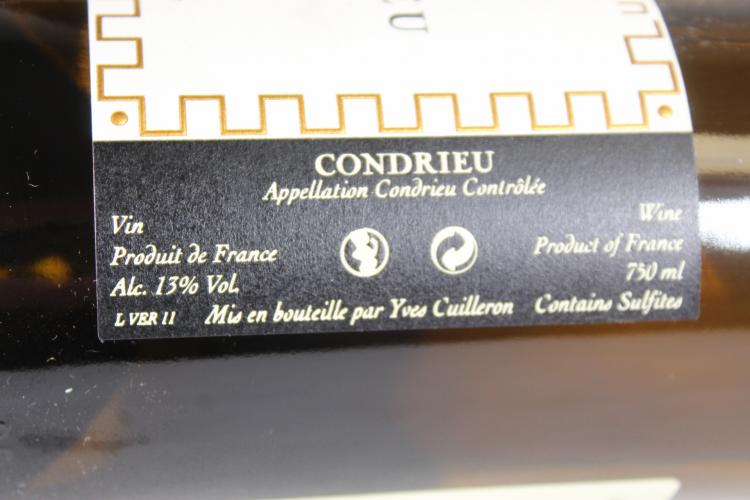 CONDRIEU
Appellation Condrieu Contrôlée
Vin
Produit de France
Alc. 13% Vol.
Wine
Product of France
750 ml
L VER 11 Mis en bouteille par Yves Cuilleron Contains Sulfites